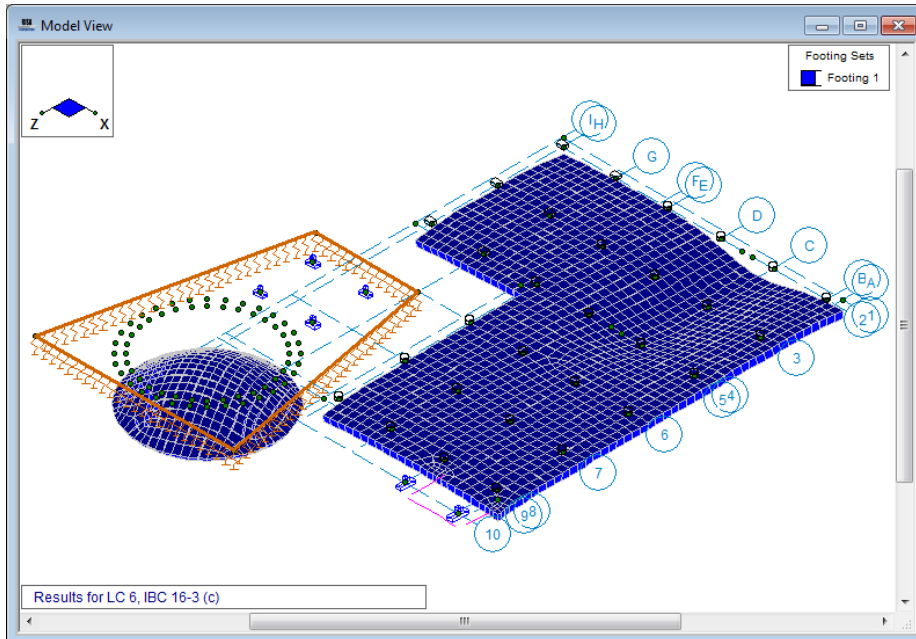 Model View
Footing Sets
Footing 1
Z X
I H
G
F E
D
C
B A
2 1
3
5 4
6
7
9 8
10
Results for LC 6, IBC 16-3 (c)